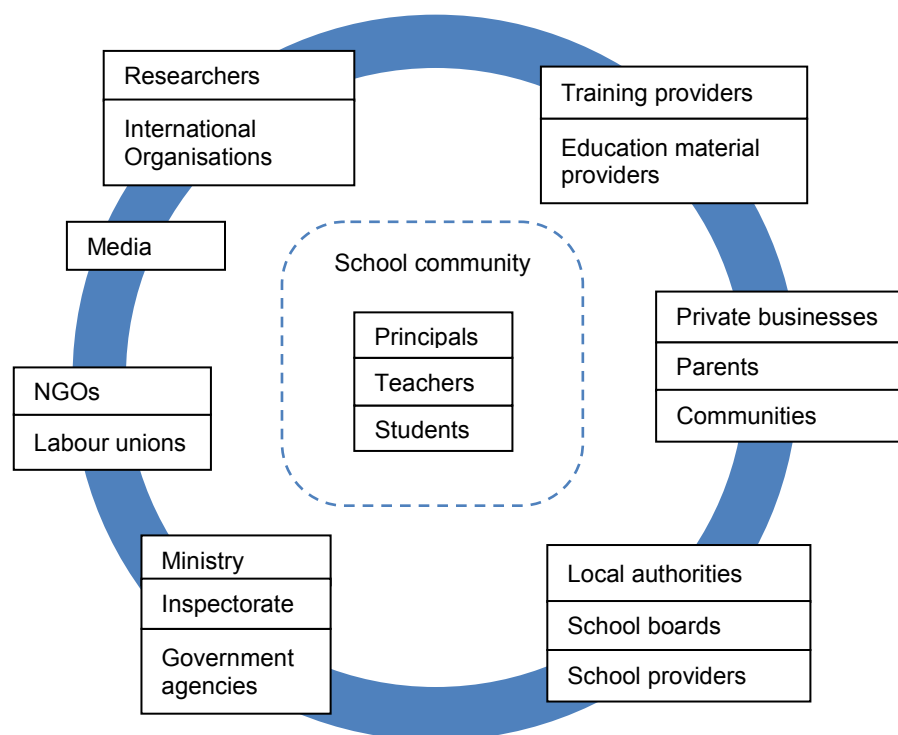 Researchers
International
Organisations
Training providers
Education material
providers
Media
School community
Principals
Teachers
Students
Private businesses
Parents
Communities
NGOs
Labour unions
Ministry
Inspectorate
Government
agencies
Local authorities
School boards
School providers